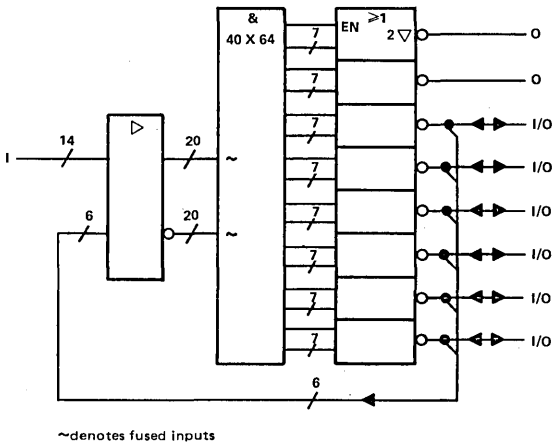 &
40 X 64
EN ≥1
2 ▽
7
7
7
7
7
7
7
7
O
O
I/O
I/O
I/O
I/O
I/O
I/O
▷
I
14
20
~
6
20
~
6
~denotes fused inputs